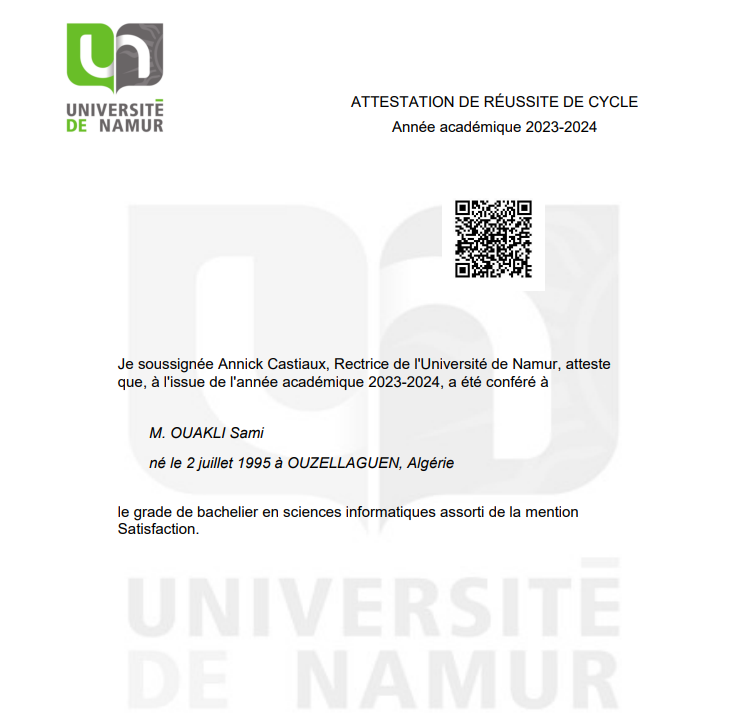 UNIVERSITÉ
DE NAMUR
ATTESTATION DE RÉUSSITE DE CYCLE
Année académique 2023-2024
Je soussignée Annick Castiaux, Rectrice de l'Université de Namur, atteste
que, à l'issue de l'année académique 2023-2024, a été conféré à
M. OUAKLI Sami
né le 2 juillet 1995 à OUZELLAGUEN, Algérie
le grade de bachelier en sciences informatiques assorti de la mention
Satisfaction.
UNIVERSITÉ
DE NAMUR